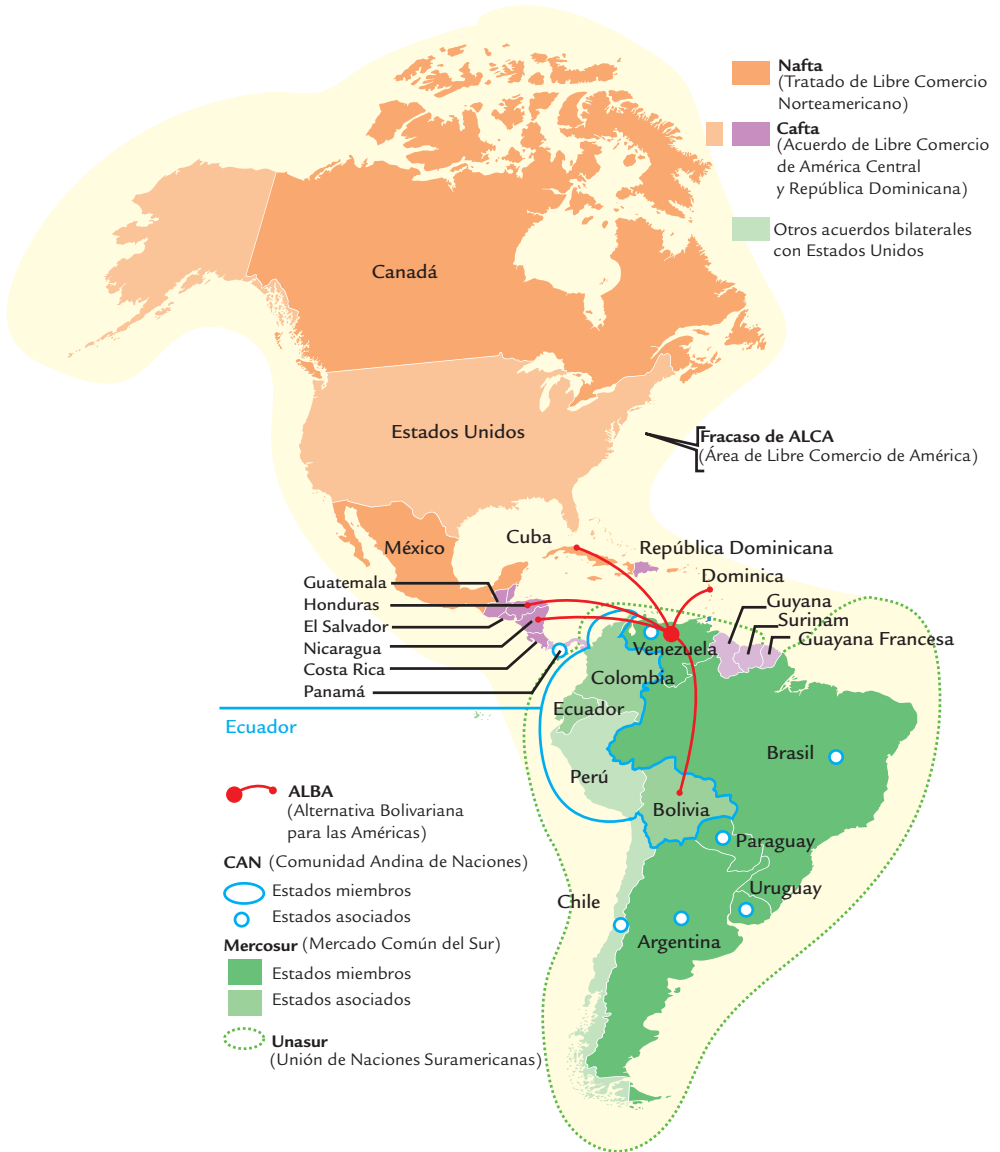 Nafta
(Tratado de Libre Comercio
Norteamericano)
Cafta
(Acuerdo de Libre Comercio
de América Central
y República Dominicana)
Otros acuerdos bilaterales
con Estados Unidos
Canadá
Estados Unidos
Fracaso de ALCA
(Área de Libre Comercio de América)
México
Cuba
República Dominicana
Dominica
Guatemala
Honduras
El Salvador
Nicaragua
Costa Rica
Panamá
Guyana
Surinam
Guayana Francesa
Venezuela
Colombia
Ecuador
Ecuador
Perú
Brasil
Bolivia
Paraguay
Uruguay
Chile
Argentina
ALBA
(Alternativa Bolivariana
para las Américas)
CAN (Comunidad Andina de Naciones)
Estados miembros
Estados asociados
Mercosur (Mercado Común del Sur)
Estados miembros
Estados asociados
Unasur
(Unión de Naciones Suramericanas)